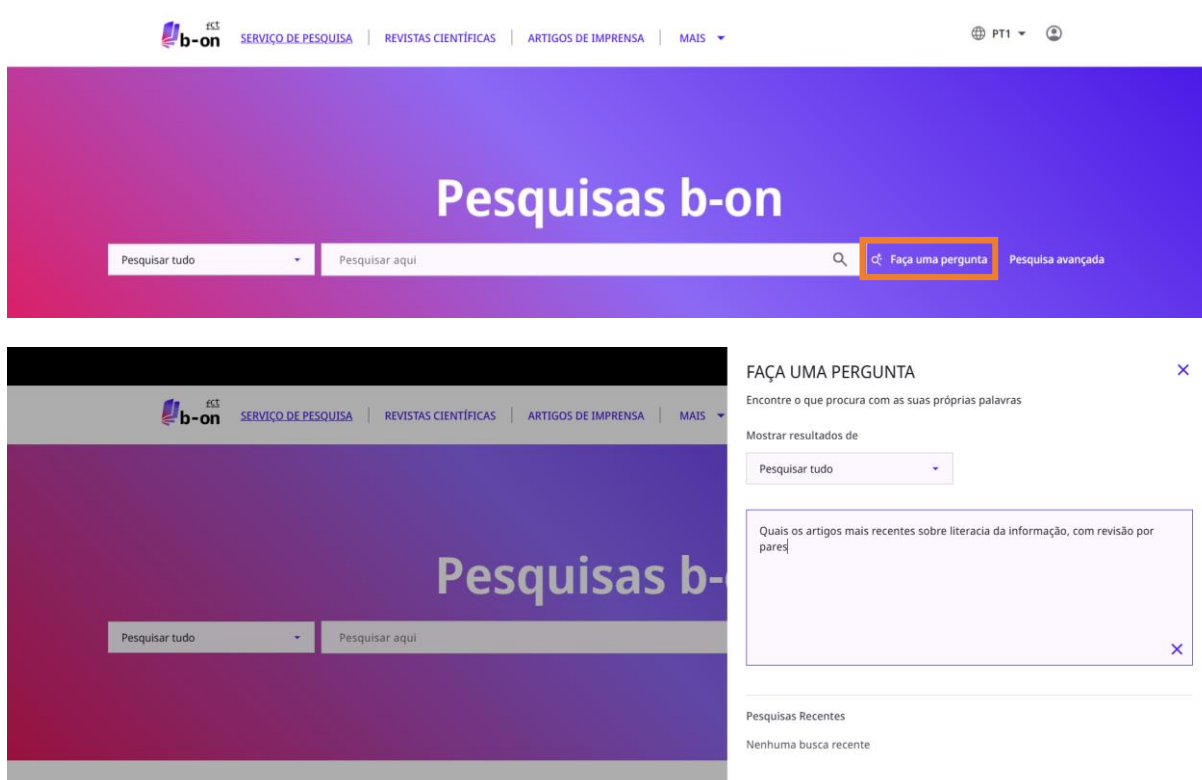 fct
b-on
SERVIÇO DE PESQUISA
REVISTAS CIENTÍFICAS
ARTIGOS DE IMPRENSA
MAIS
PT1
Pesquisas b-on
Pesquisar tudo
Pesquisar aqui
Faça uma pergunta
Pesquisa avançada
fct
b-on
SERVIÇO DE PESQUISA
REVISTAS CIENTÍFICAS
ARTIGOS DE IMPRENSA
MAIS
Pesquisas b-
Pesquisar tudo
Pesquisar aqui
FAÇA UMA PERGUNTA
Encontre o que procura com as suas próprias palavras
Mostrar resultados de
Pesquisar tudo
Quais os artigos mais recentes sobre literacia da informação, com revisão por
pares
Pesquisas Recentes
Nenhuma busca recente